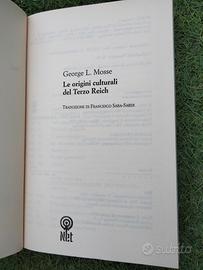 George L. Mosse
Le origini culturali
del Terzo Reich
Traduzione di Francesco Saba-Sardi
Net
subito